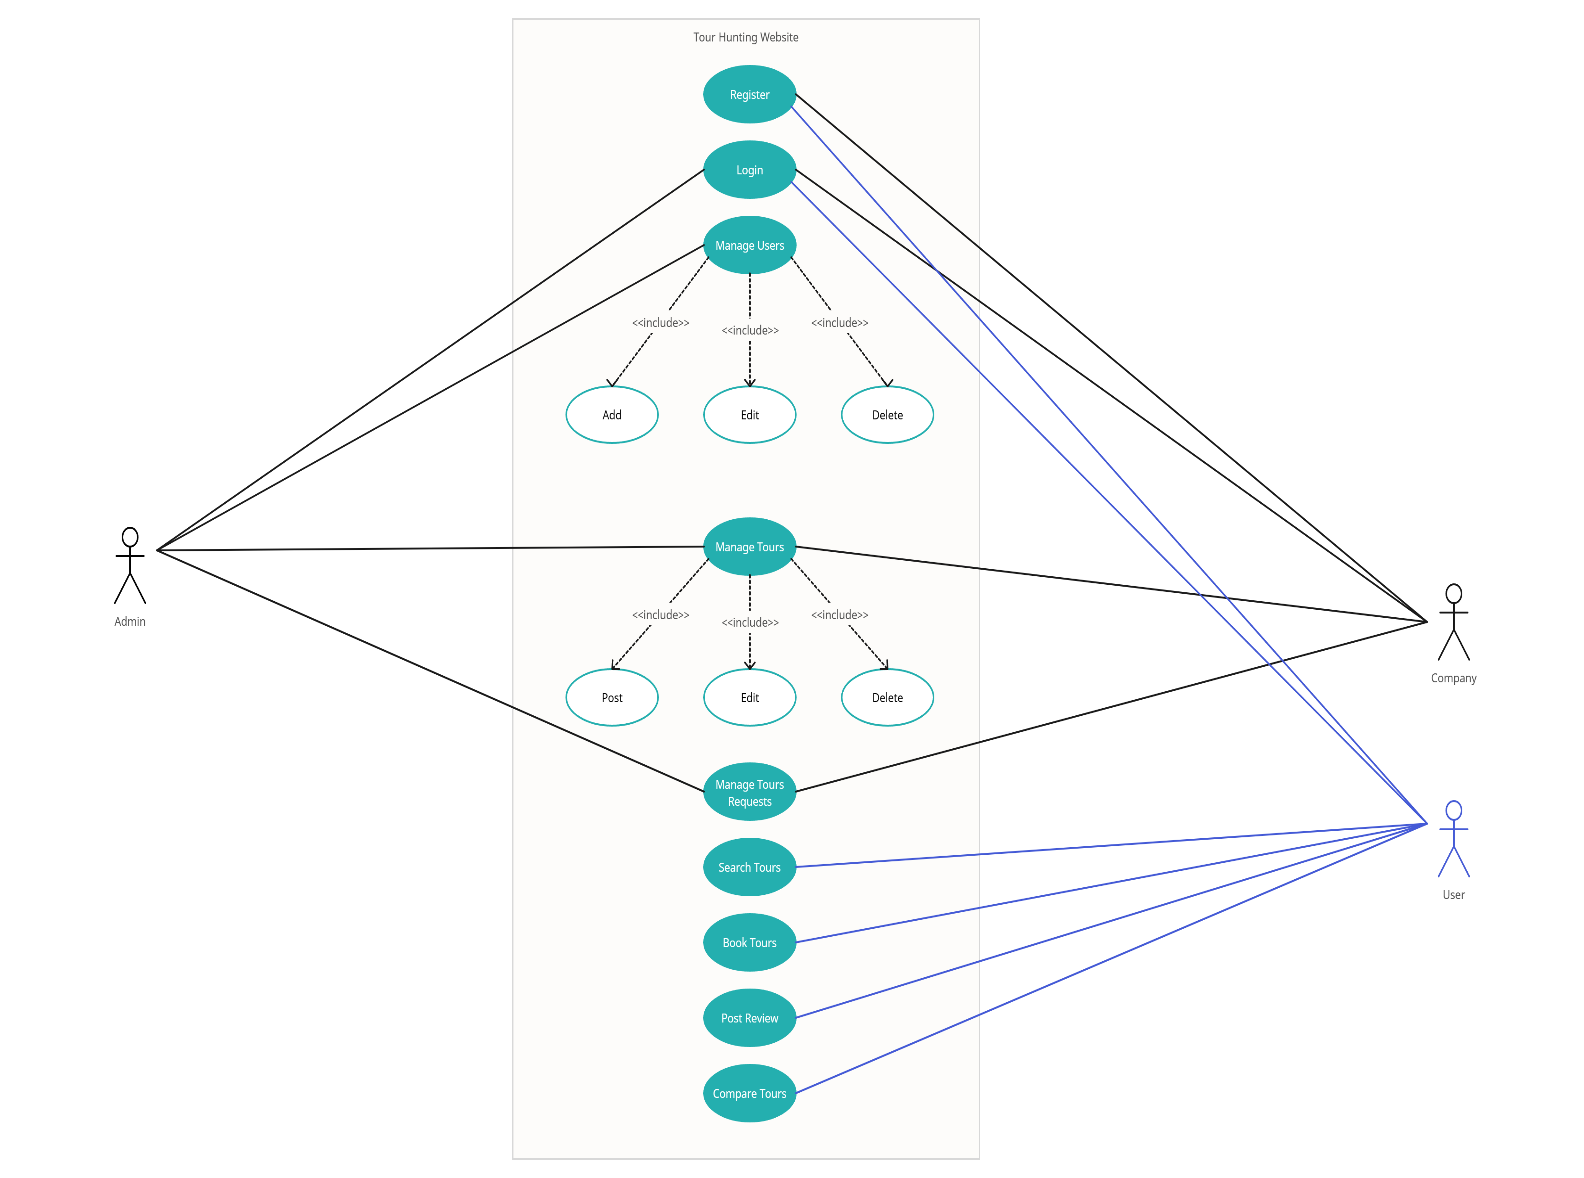 Tour Hunting Website
Register
Login
Manage Users
<<include>>
<<include>>
<<include>>
Add
Edit
Delete
Manage Tours
<<include>>
<<include>>
<<include>>
Post
Edit
Delete
Manage Tours
Requests
Search Tours
Book Tours
Post Review
Compare Tours
Admin
Company
User